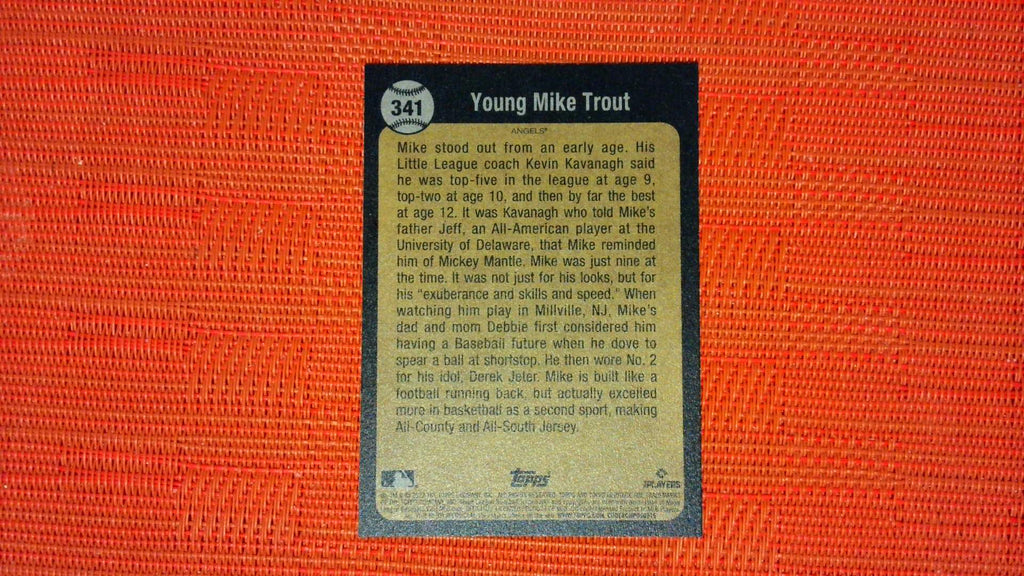 341
Young Mike Trout
ANGELS®
Mike stood out from an early age. His
Little League coach Kevin Kavanagh said
he was top-five in the league at age 9,
top-two at age 10, and then by far the best
at age 12. It was Kavanagh who told Mike's
father Jeff, an All-American player at the
University of Delaware, that Mike reminded
him of Mickey Mantle. Mike was just nine at
the time. It was not just for his looks, but for
his "exuberance and skills and speed." When
watching him play in Millville, NJ, Mike's
dad and mom Debbie first considered him
having a Baseball future when he dove to
spear a ball at shortstop. He then wore No. 2
for his idol, Derek Jeter. Mike is built like a
football running back, but actually excelled
more in basketball as a second sport, making
All-County and All-South Jersey.
Topps
PLAYERS